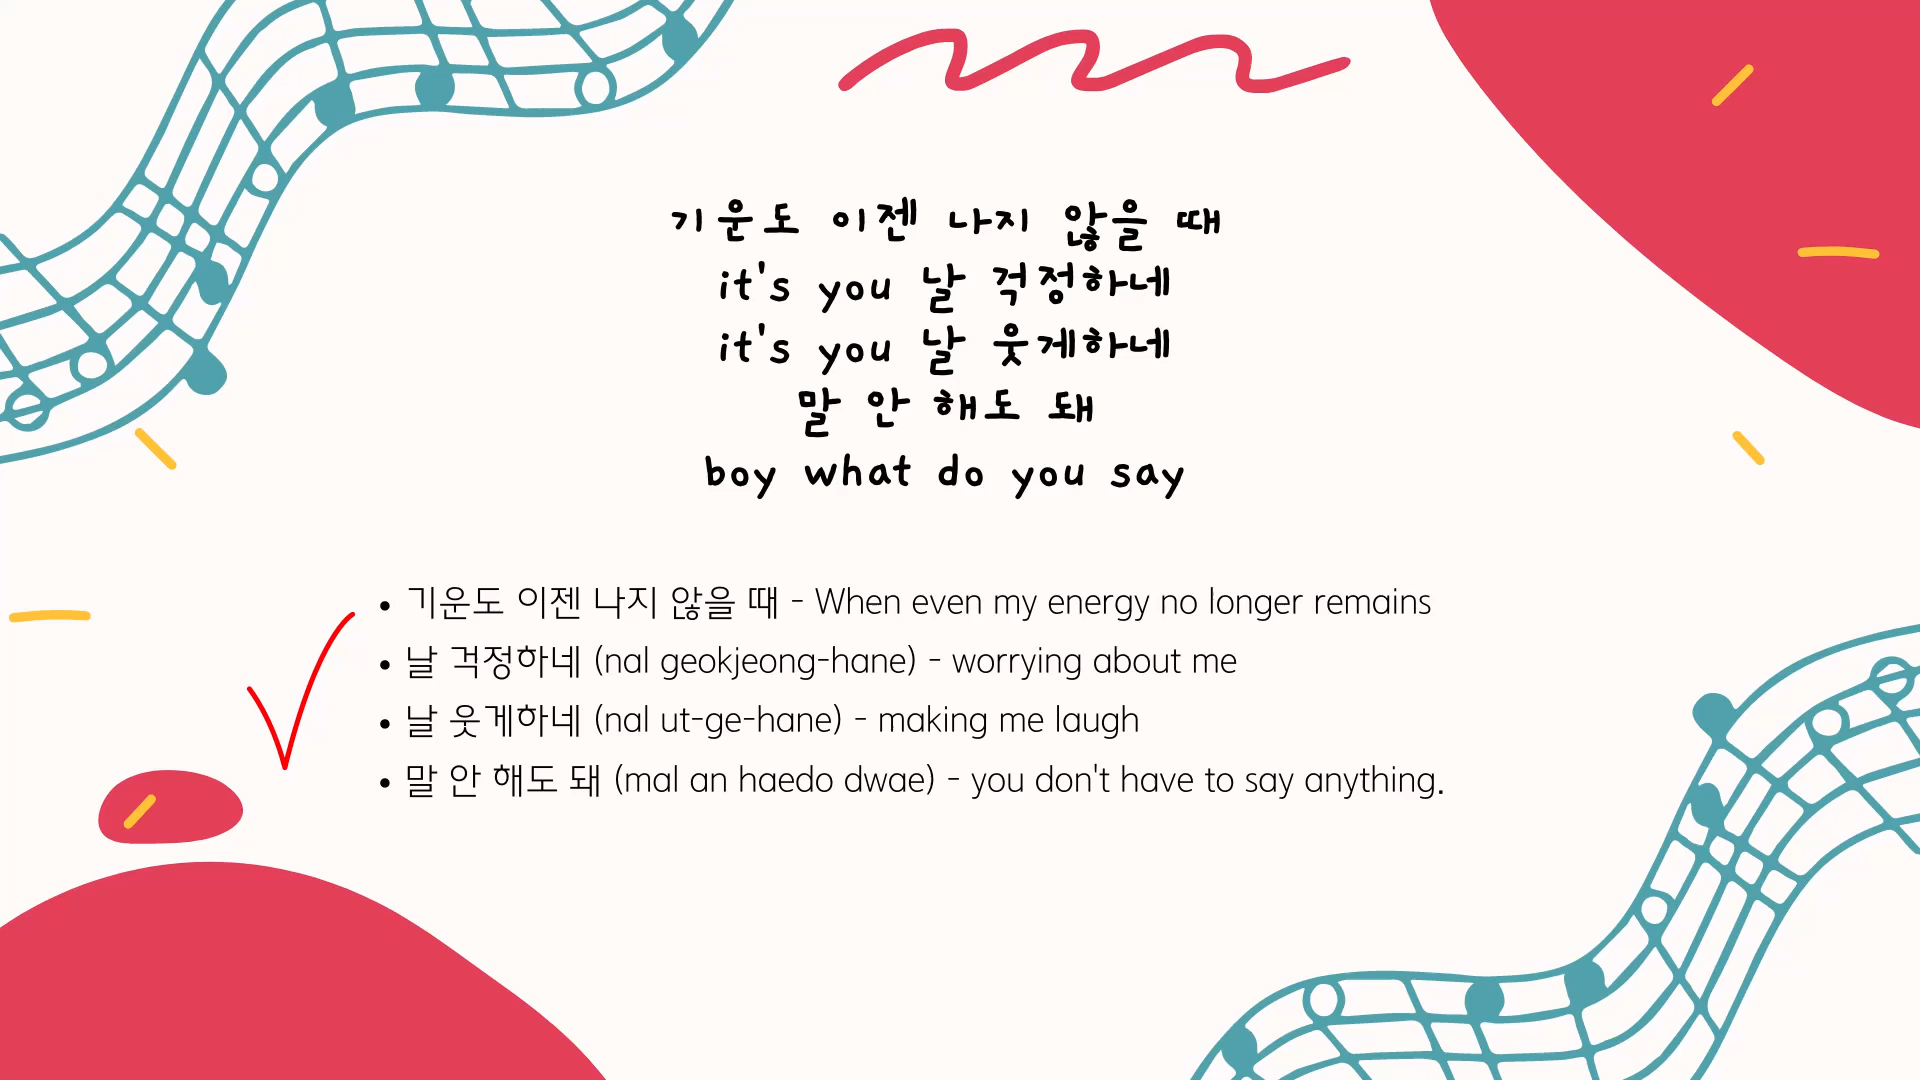 기운도 이젠 나지 않을 때
it's you 날 걱정하네
it's you 날 웃게하네
말 안 해도 돼
boy what do you say
• 기운도 이젠 나지 않을 때 - When even my energy no longer remains
• 날 걱정하네 (nal geokjeong-hane) - worrying about me
• 날 웃게하네 (nal ut-ge-hane) - making me laugh
• 말 안 해도 돼 (mal an haedo dwae) - you don't have to say anything.